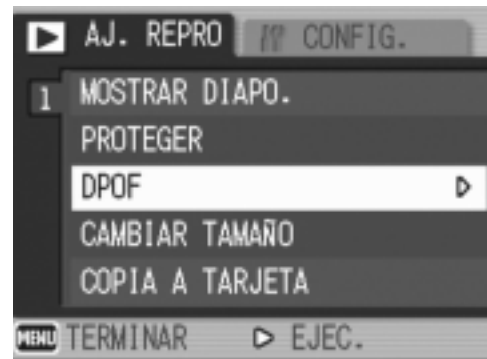 AJ. REPRO CONFIG.
1 MOSTRAR DIAPO.
PROTEGER
DPOF
CAMBIAR TAMAÑO
COPIA A TARJETA
MENU TERMINAR EJEC.